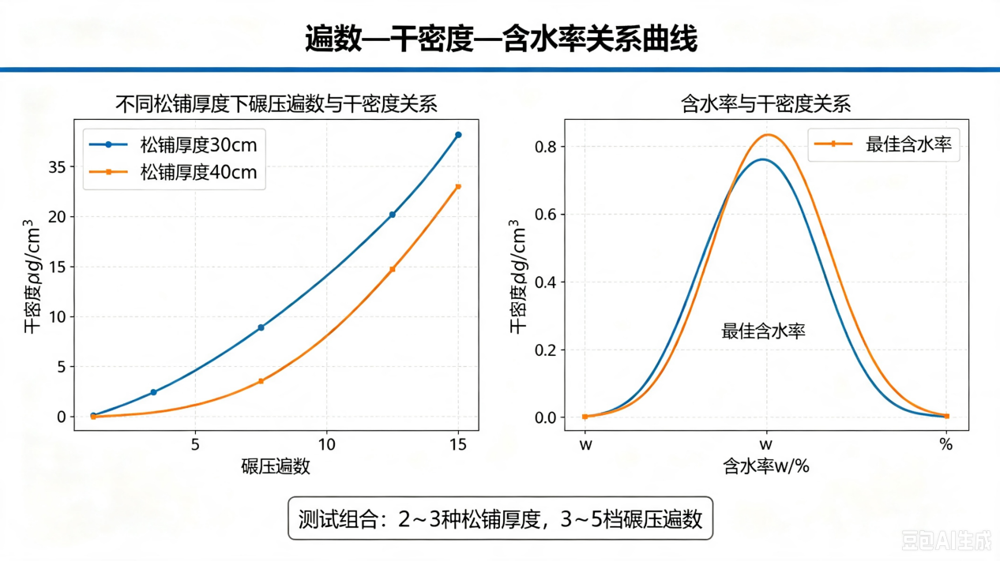 遍数—干密度—含水率关系曲线
不同松铺厚度下碾压遍数与干密度关系
松铺厚度30cm
松铺厚度40cm
干密度ρg/cm³
35
20
15
10
5
0
5
10
15
碾压遍数
含水率与干密度关系
最佳含水率
干密度ρg/cm³
0.8
0.6
0.4
0.2
0.0
最佳含水率
w
w
%
含水率w/%
测试组合：2~3种松铺厚度，3~5档碾压遍数
豆包AI生成